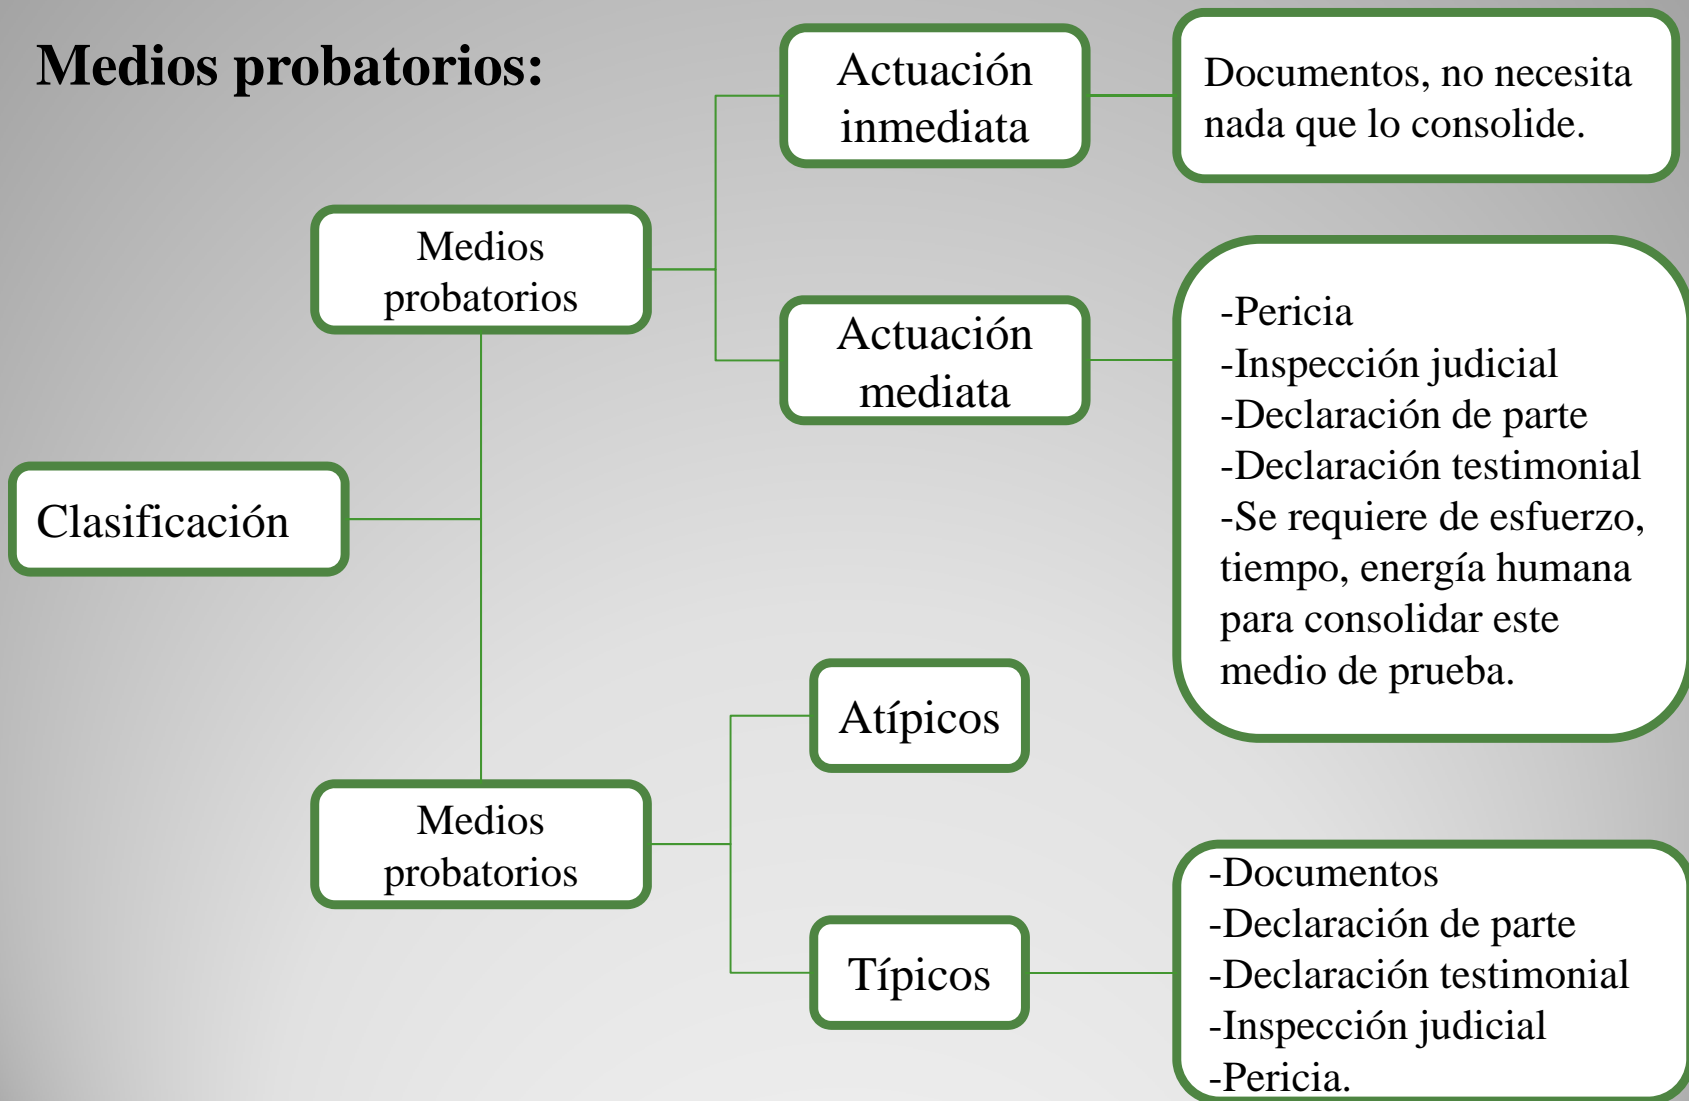 Medios probatorios:
Actuación
inmediata
Documentos, no necesita
nada que lo consolide.
Medios
probatorios
Actuación
mediata
-Pericia
-Inspección judicial
-Declaración de parte
-Declaración testimonial
-Se requiere de esfuerzo,
tiempo, energía humana
para consolidar este
medio de prueba.
Clasificación
Medios
probatorios
Atípicos
Típicos
-Documentos
-Declaración de parte
-Declaración testimonial
-Inspección judicial
-Pericia.